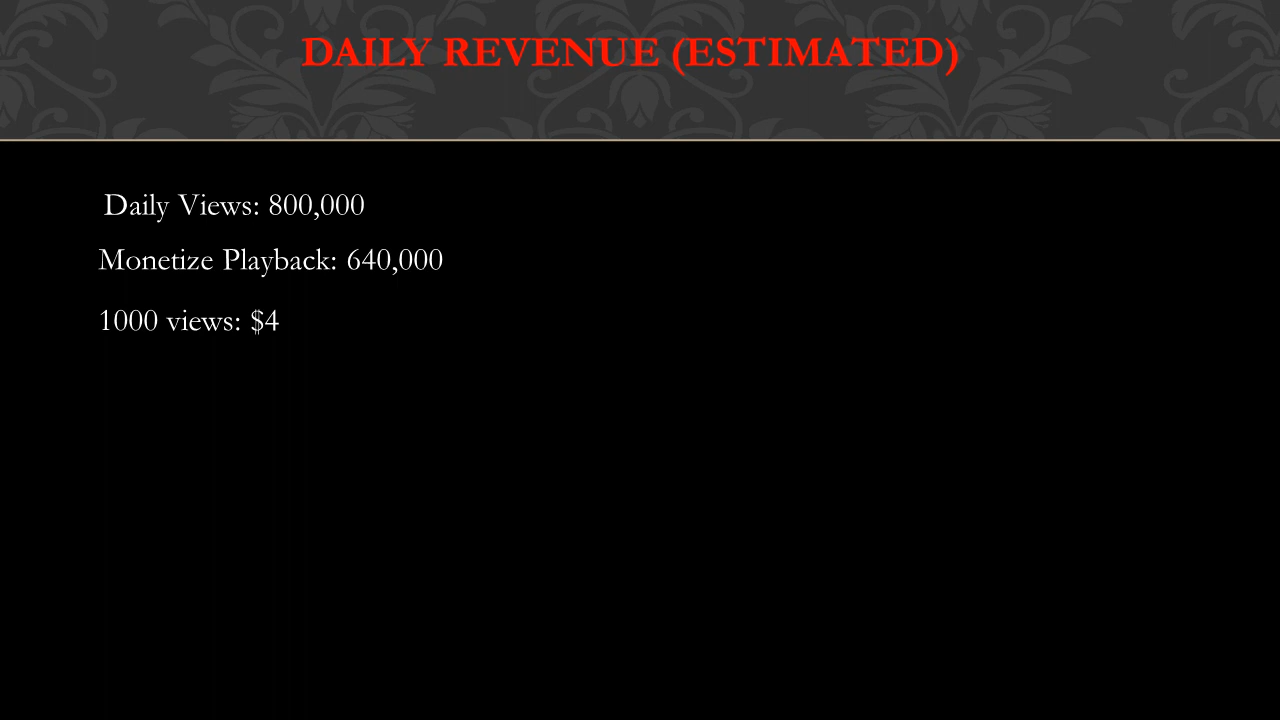 DAILY REVENUE (ESTIMATED)
Daily Views: 800,000
Monetize Playback: 640,000
1000 views: $4